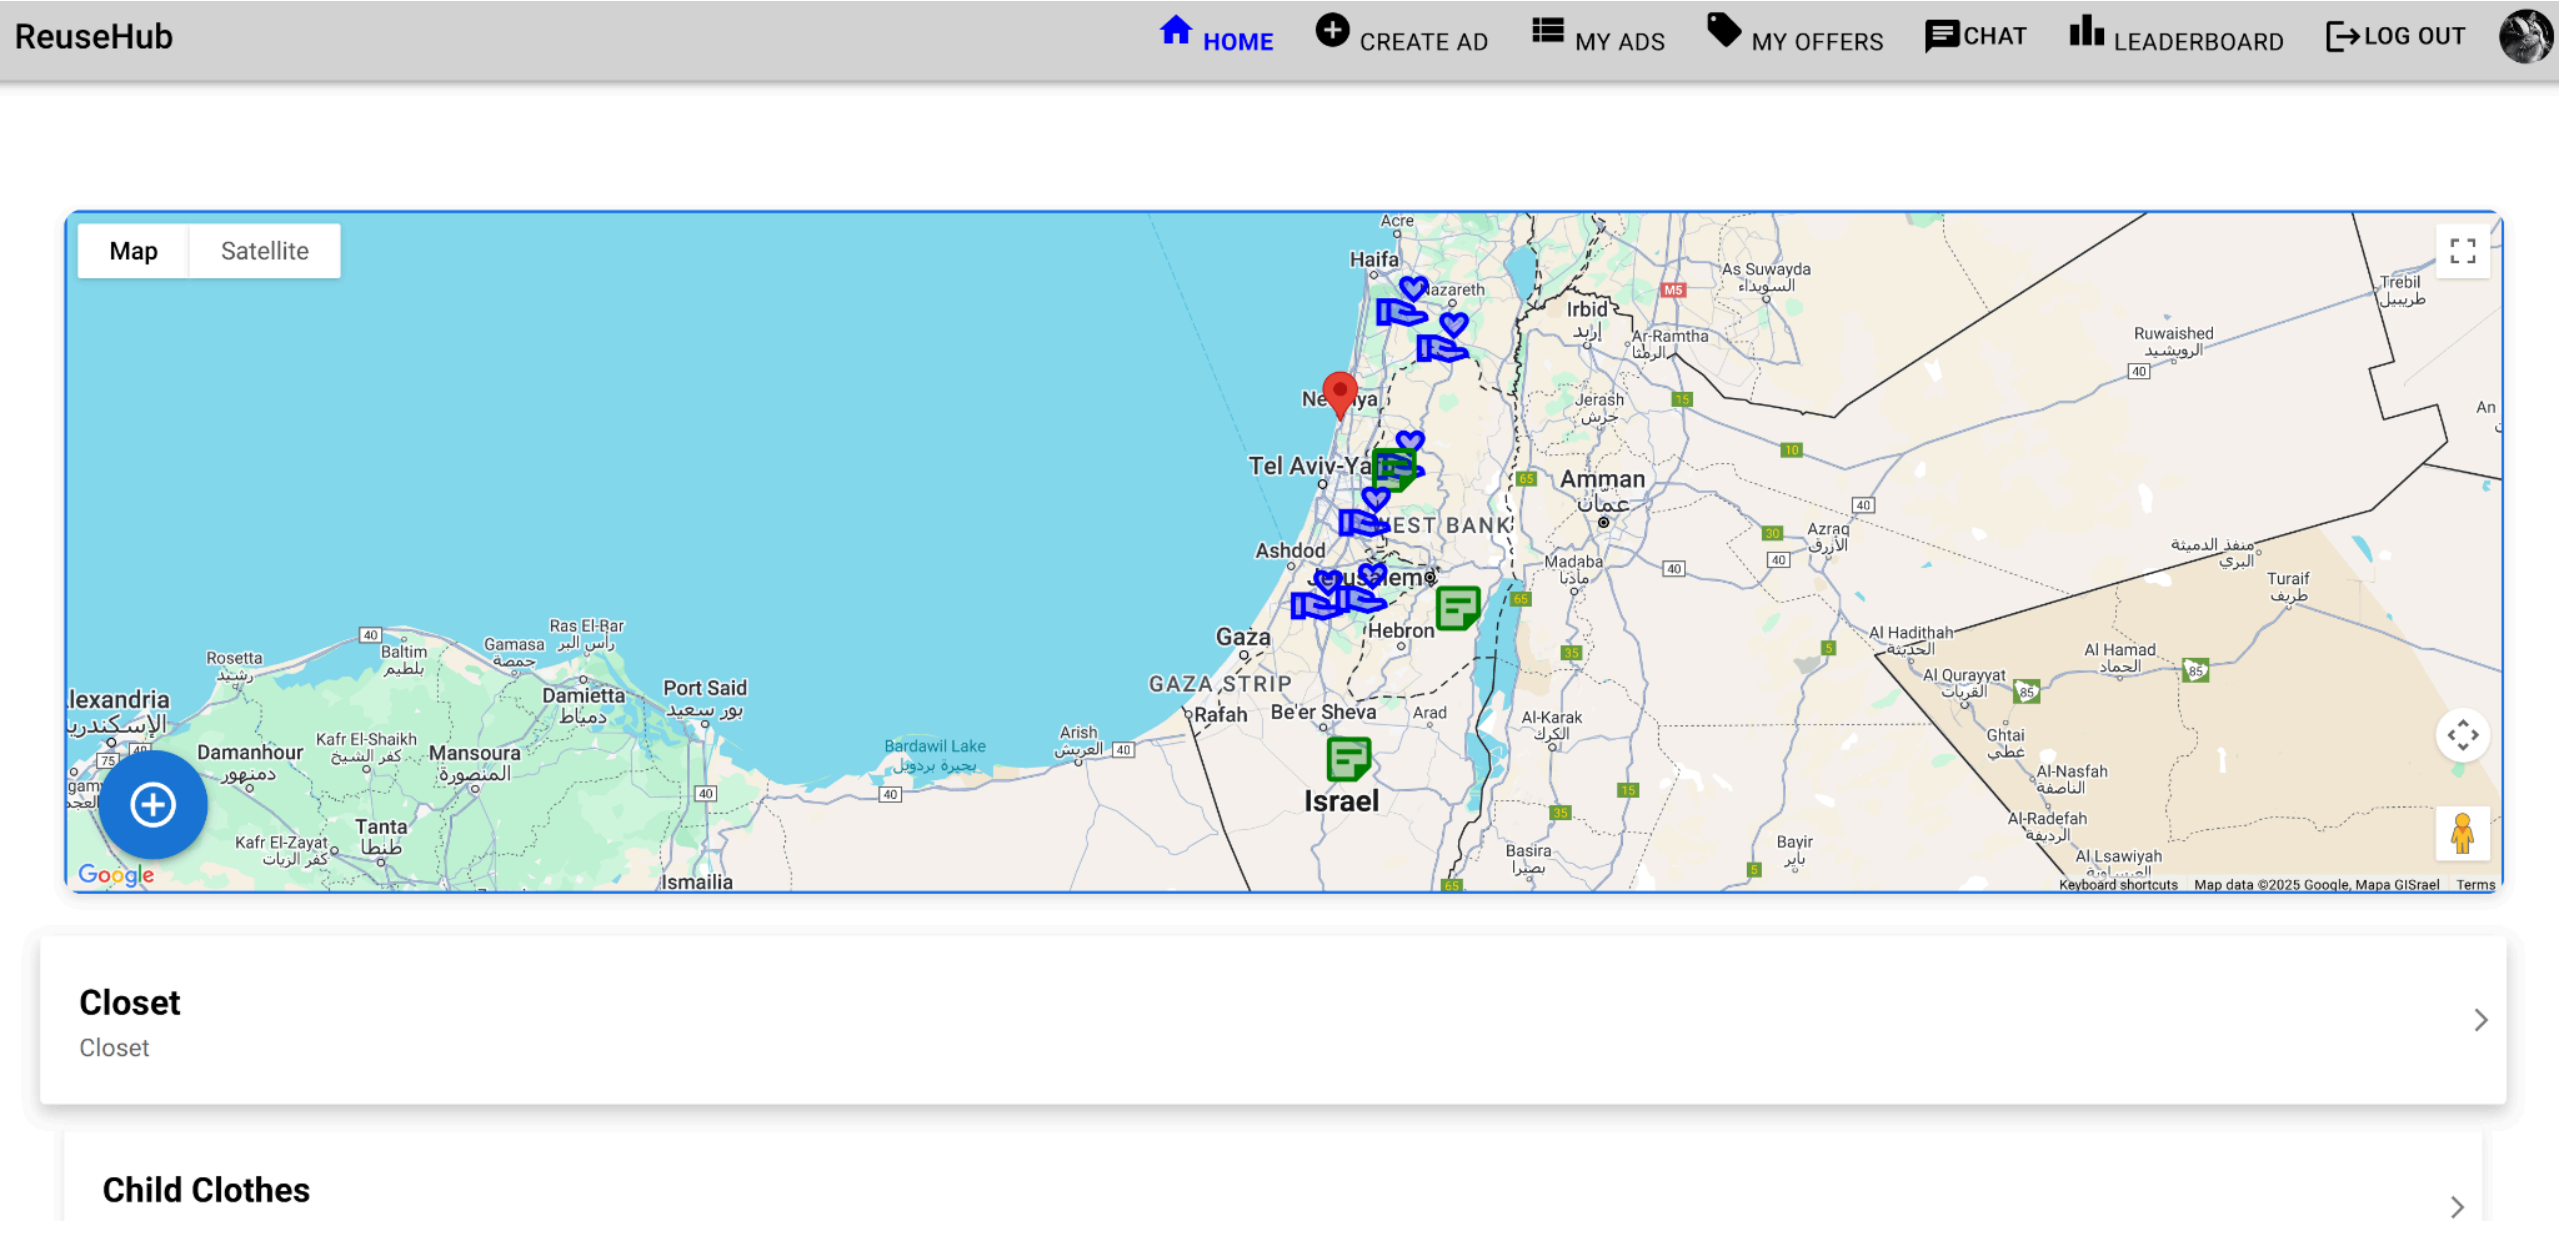 ReuseHub
HOME
CREATE AD
MY ADS
MY OFFERS
CHAT
LEADERBOARD
LOG OUT
Map
Satellite
Acre
Haifa
Nazareth
As Suwayda
السويداء
M5
Trebil
طريبيل
Irbid
إربد
Ar-Ramtha
الرمثا
Ruwaished
الرويشيد
40
Jerash
جرش
15
An
10
Tel Aviv-Ya
65
Amman
عمان
40
WEST BANK
30
Azraq
الأزرق
Ashdod
40
Madaba
مادبا
40
منفذ الدميثة
البري
Jerusalem
Turaif
طريف
65
Hebron
Gaza
Ras El-Bar
رأس البر
40
Gamasa
جمصة
Baltim
بلطيم
Rosetta
رشيد
35
5
Al Hadithah
الحديثة
Al Hamad
الحماد
85
Al Qurayyat
القريات
85
GAZA STRIP
Damietta
دمياط
Port Said
بور سعيد
lexandria
الإسكندري
Rafah
Be'er Sheva
Arad
Al-Karak
الكرك
Arish
العريش
40
Bardawil Lake
بحيرة بردويل
Kafr El-Shaikh
كفر الشيخ
Damanhour
دمنهور
Mansoura
المنصورة
75
Ghtai
غطي
Al-Nasfah
الناصفة
40
40
15
35
Israel
Al-Radefah
الرديفة
Tanta
طنطا
Kafr El-Zayat
كفر الزيات
Basira
بصيرا
Bayir
باير
5
Al Lsawiyah
العيساوية
65
Ismailia
Google
Keyboard shortcuts
Map data ©2025 Google, Mapa GISrael
Terms
Closet
Closet
Child Clothes